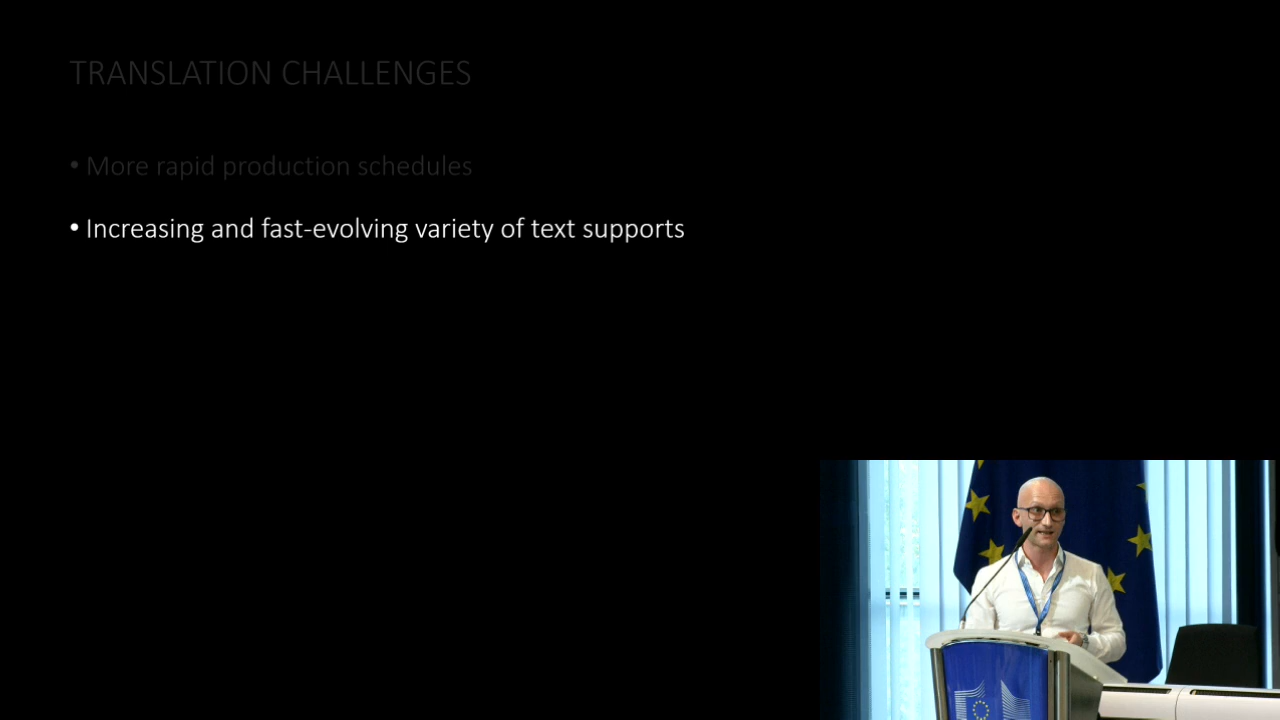 TRANSLATION CHALLENGES
• More rapid production schedules
• Increasing and fast-evolving variety of text supports